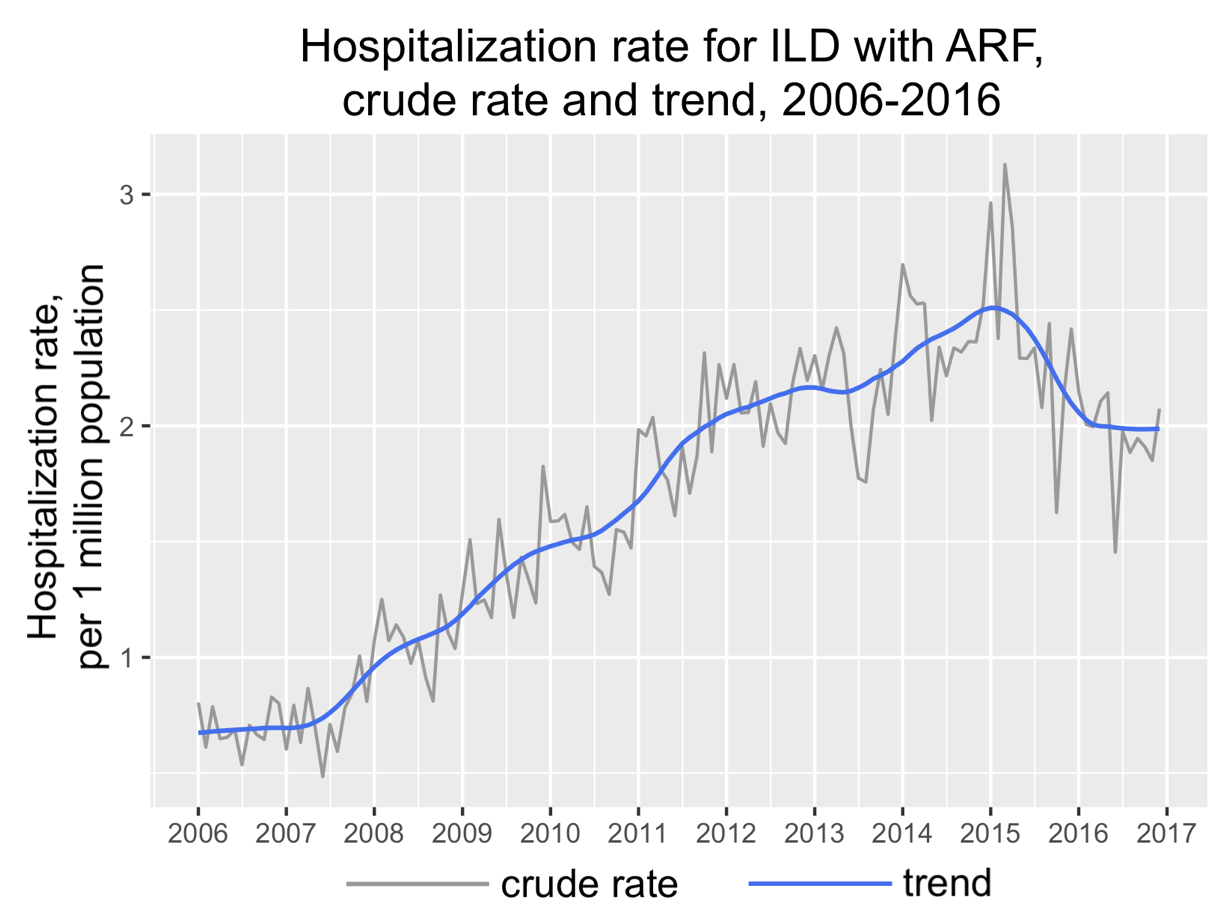 Hospitalization rate for ILD with ARF,
crude rate and trend, 2006-2016
Hospitalization rate,
per 1 million population
3
2
1
2006 2007 2008 2009 2010 2011 2012 2013 2014 2015 2016 2017
crude rate trend